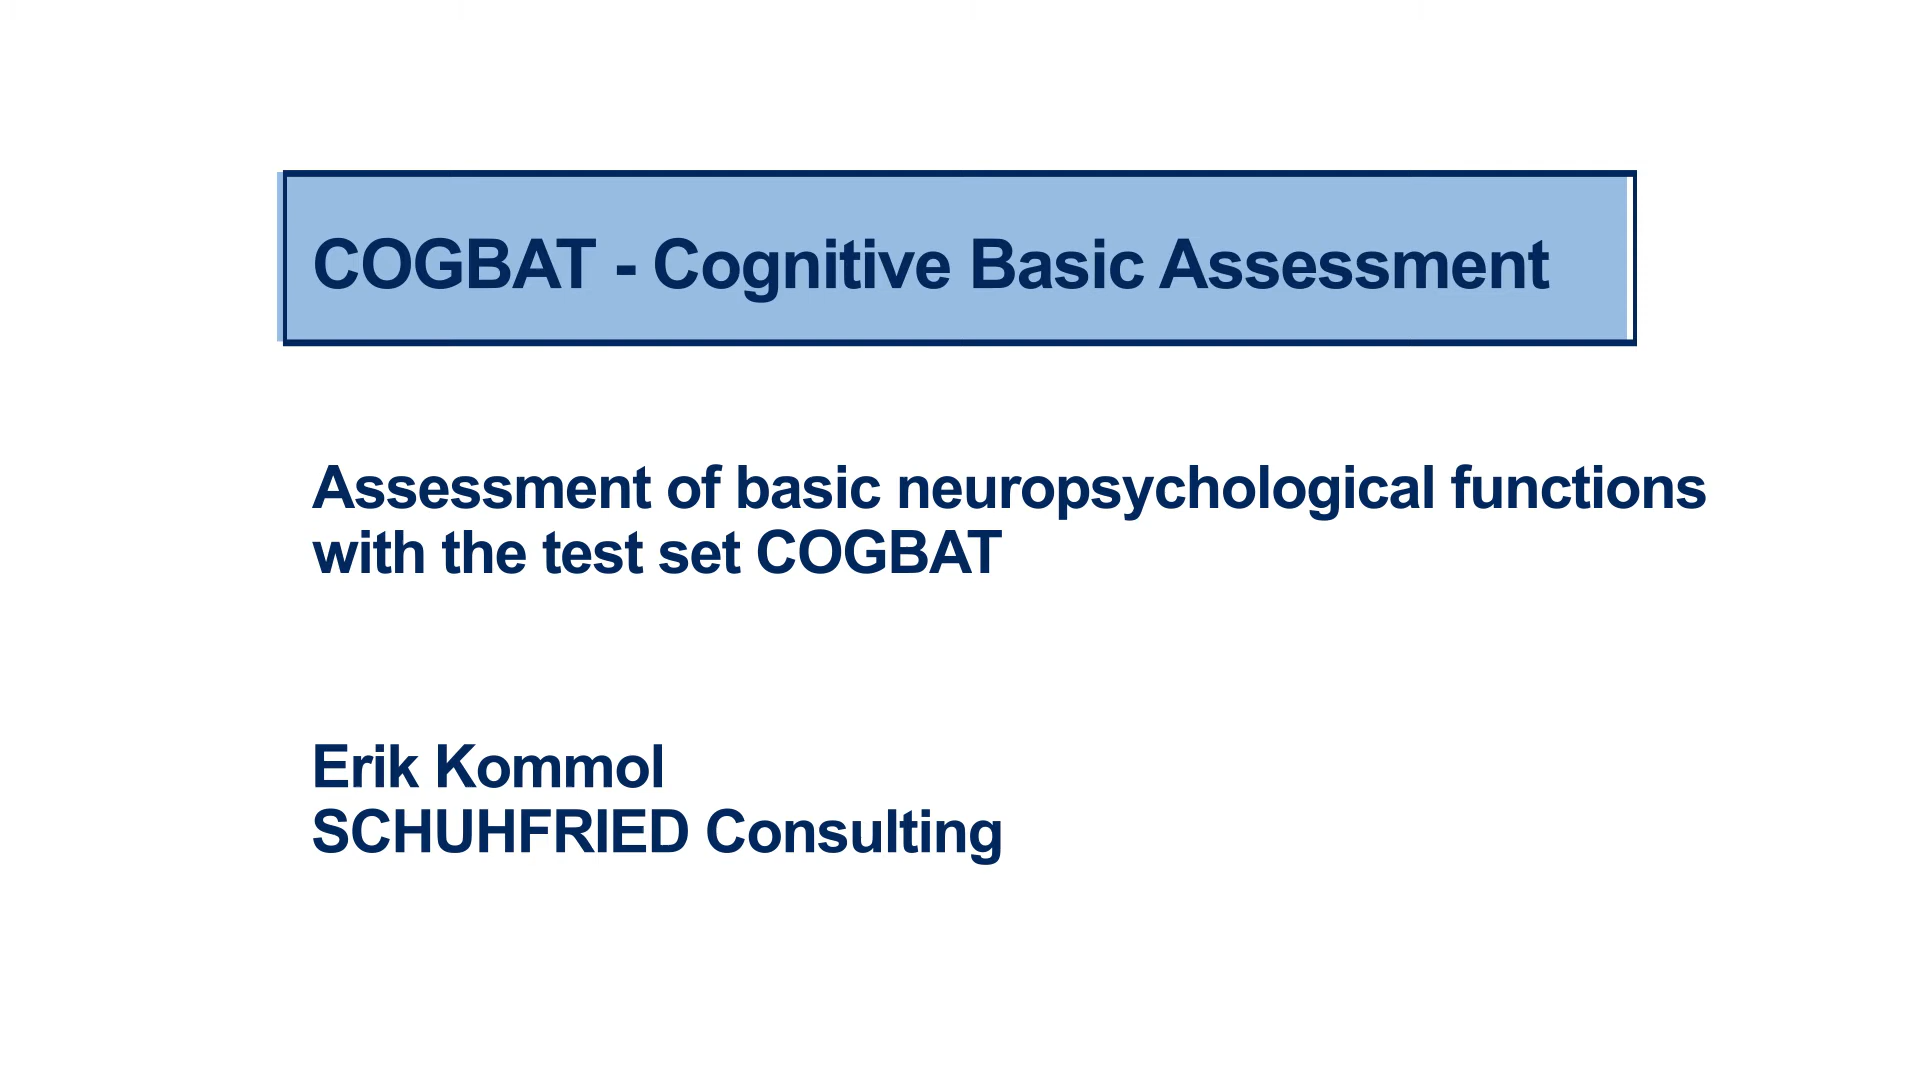 COGBAT - Cognitive Basic Assessment
Assessment of basic neuropsychological functions
with the test set COGBAT
Erik Kommol
SCHUHFRIED Consulting